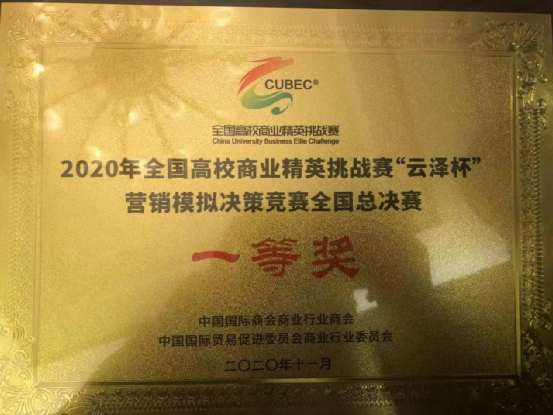 CUBEC®
全国高校商业精英挑战赛
China University Business Elite Challenge
2020年全国高校商业精英挑战赛“云泽杯”
营销模拟决策竞赛全国总决赛
一等奖
中国国际商会商业行业商会
中国国际贸易促进委员会商业行业委员会
二〇二〇年十一月